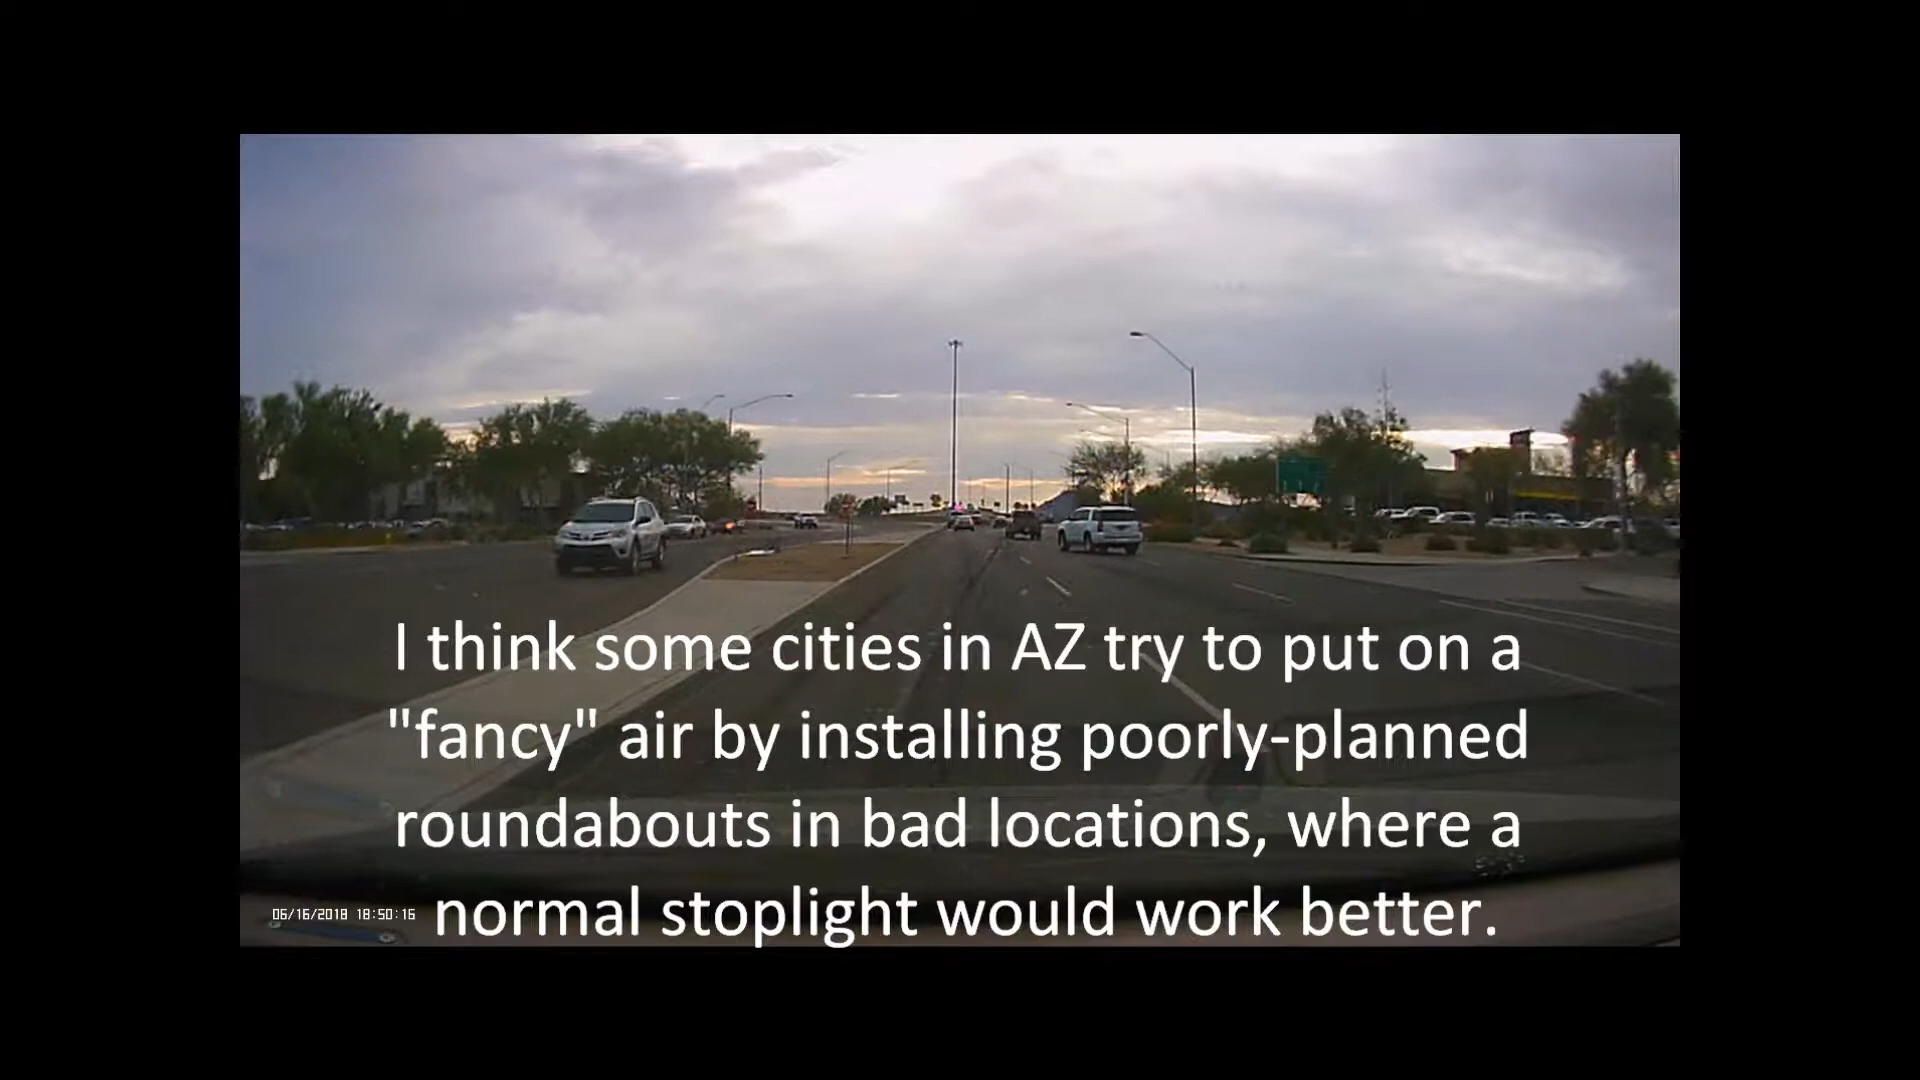 I think some cities in AZ try to put on a
"fancy" air by installing poorly-planned
roundabouts in bad locations, where a
normal stoplight would work better.
06/16/2018 18:50:16